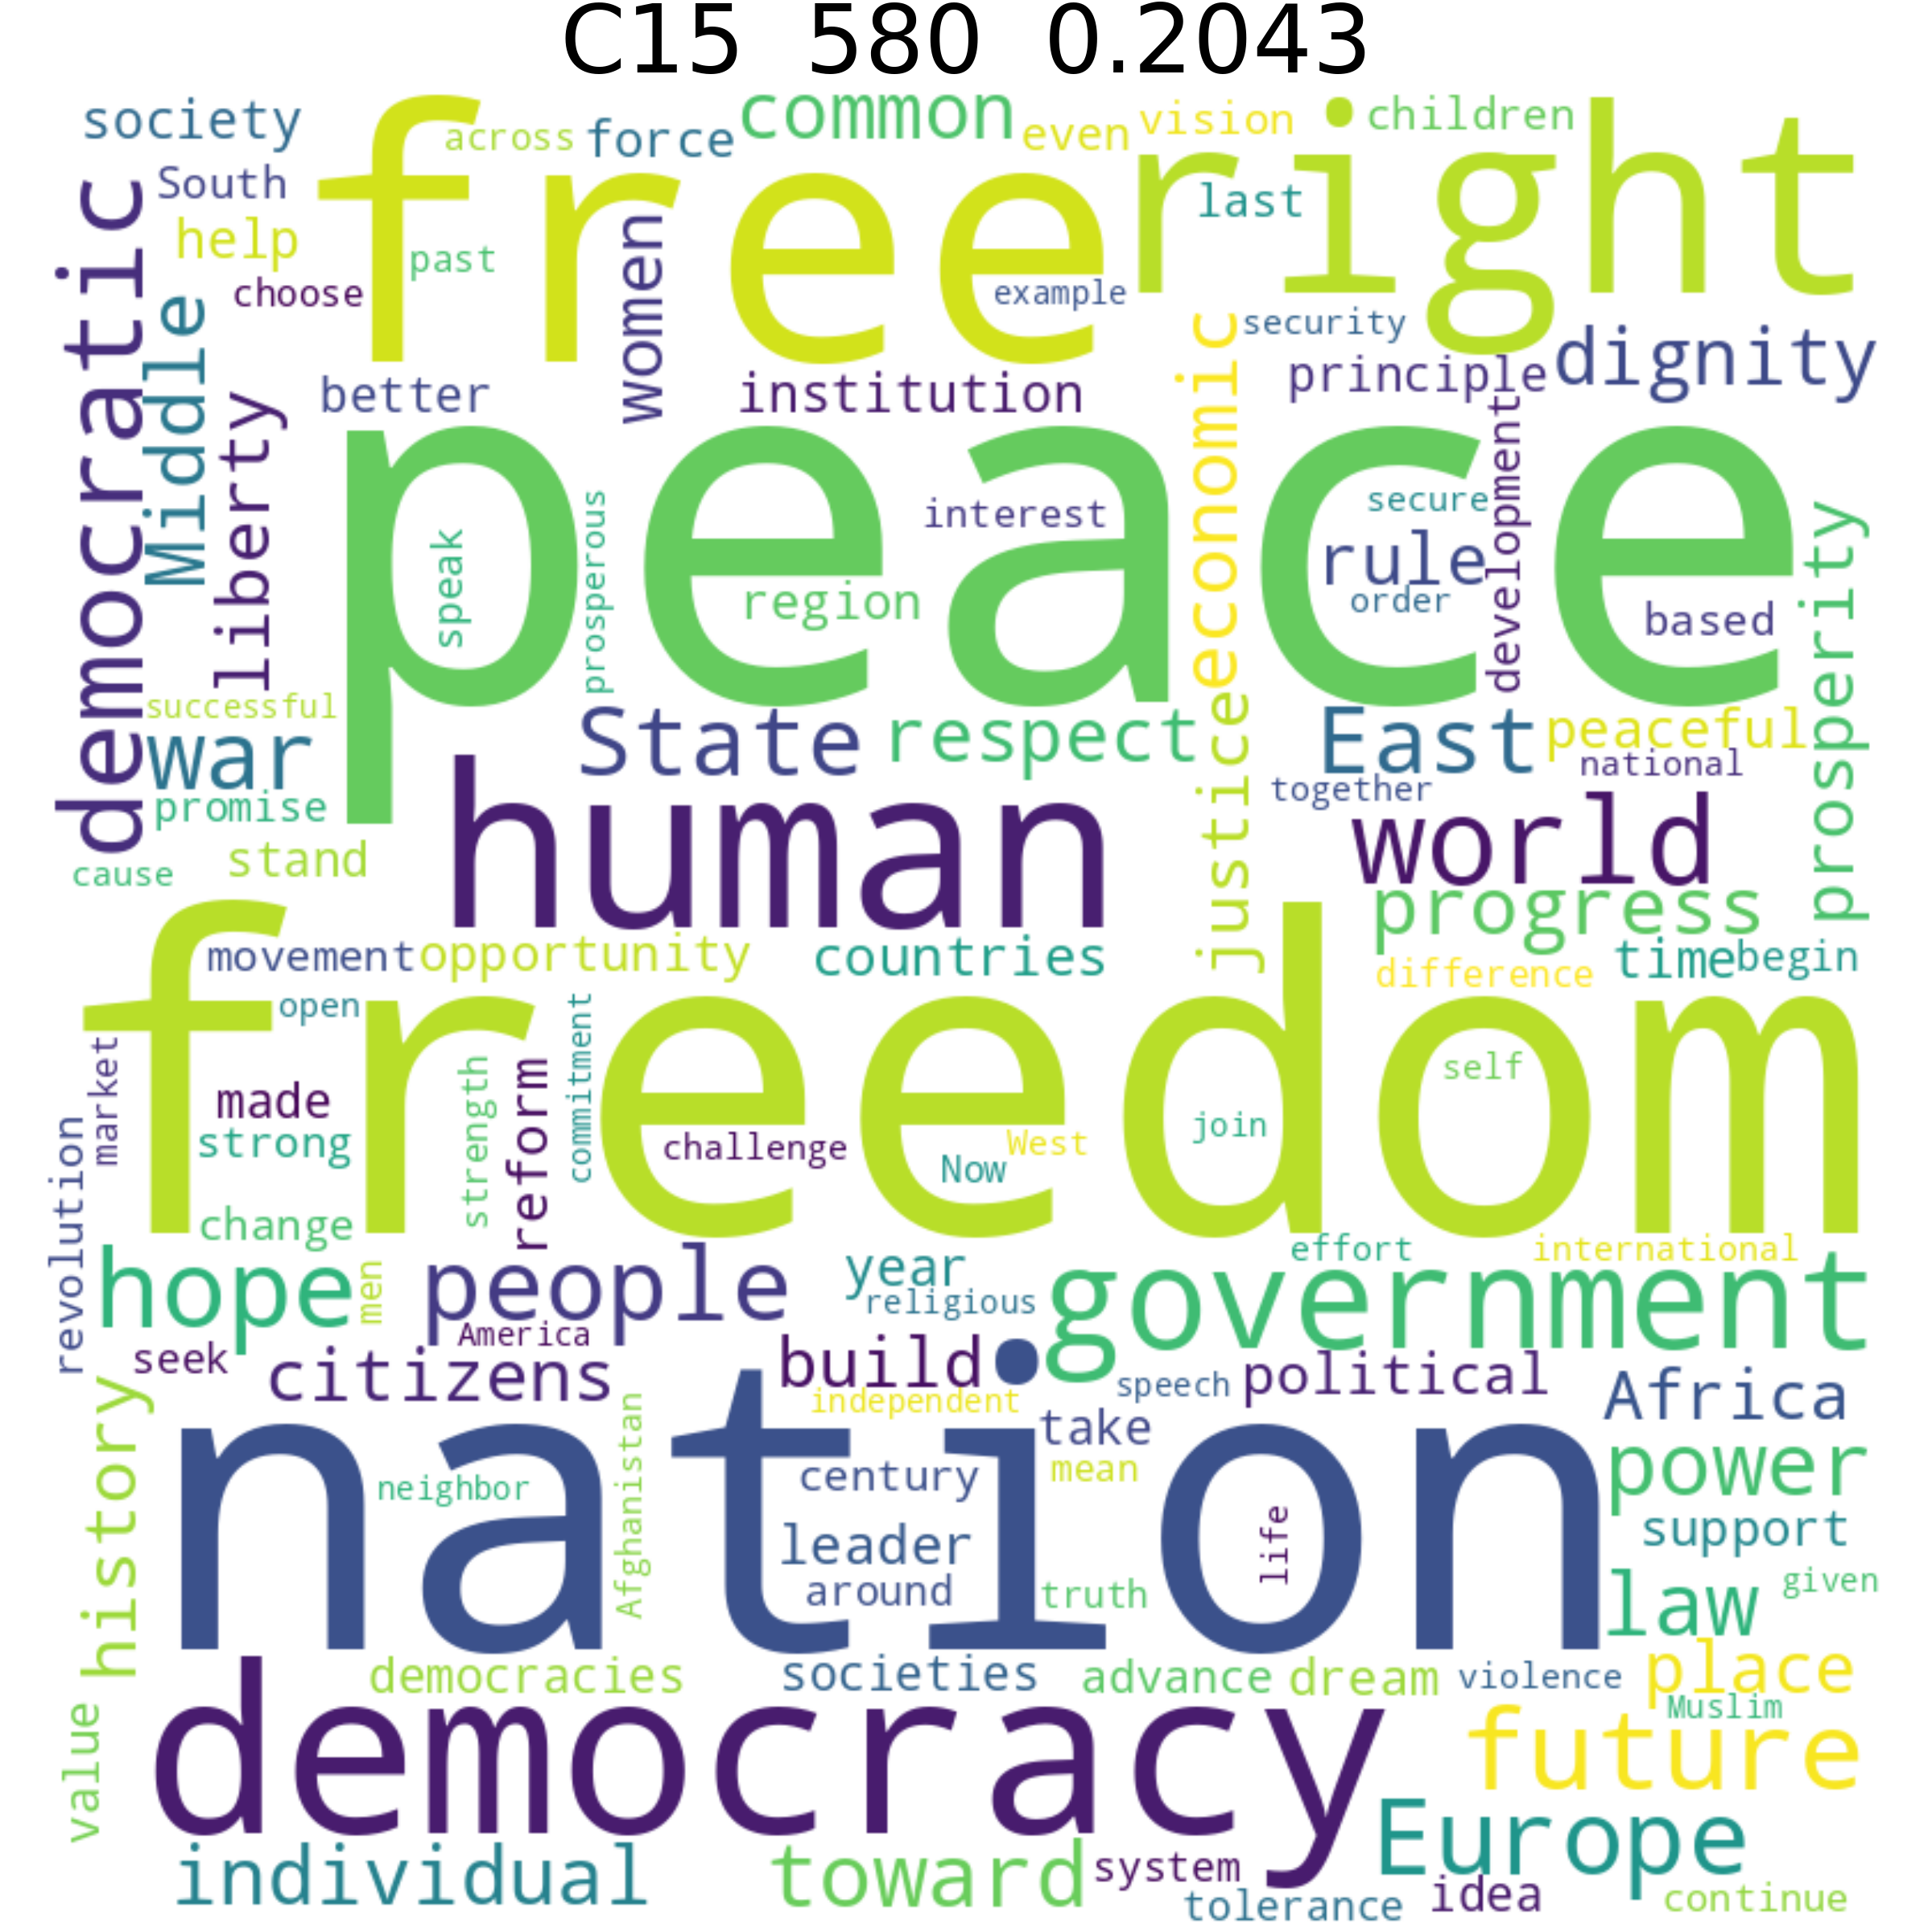 C15 580 0.2043
society
across
force
common
even
vision
children
free
right
South
last
help
past
women
choose
example
democratic
Middle
security
economic
principle
dignity
better
institution
liberty
development
peace
secure
interest
speak
prosperous
rule
order
region
based
prosperity
successful
State
respect
East
peaceful
war
justice
national
together
promise
human
world
stand
cause
progress
movement
opportunity
countries
time
begin
difference
freedom
open
commitment
market
self
made
strength
reform
join
strong
challenge
West
Now
revolution
change
effort
international
hope
men
people
year
religious
government
America
seek
citizens
build
independent
speech
political
Africa
history
nation
Afghanistan
take
power
neighbor
century
mean
life
support
leader
around
truth
given
law
democracies
societies
advance
dream
violence
place
value
Muslim
democracy
future
Europe
individual
toward
system
tolerance
idea
continue